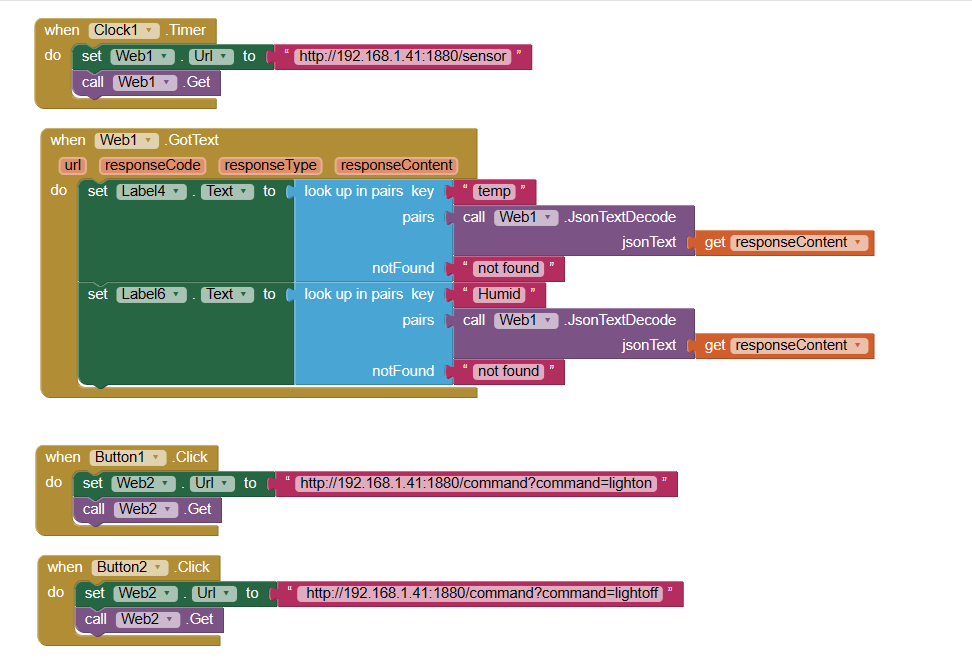 when Clock1 .Timer
do set Web1 . Url to " http://192.168.1.41:1880/sensor "
call Web1 .Get
when Web1 .GotText
url responseCode responseType responseContent
do set Label4 . Text to look up in pairs key " temp "
pairs call Web1 .JsonTextDecode
jsonText get responseContent
notFound " not found "
set Label6 . Text to look up in pairs key " Humid "
pairs call Web1 .JsonTextDecode
jsonText get responseContent
notFound " not found "
when Button1 .Click
do set Web2 . Url to " http://192.168.1.41:1880/command?command=lighton "
call Web2 .Get
when Button2 .Click
do set Web2 . Url to " http://192.168.1.41:1880/command?command=lightoff "
call Web2 .Get